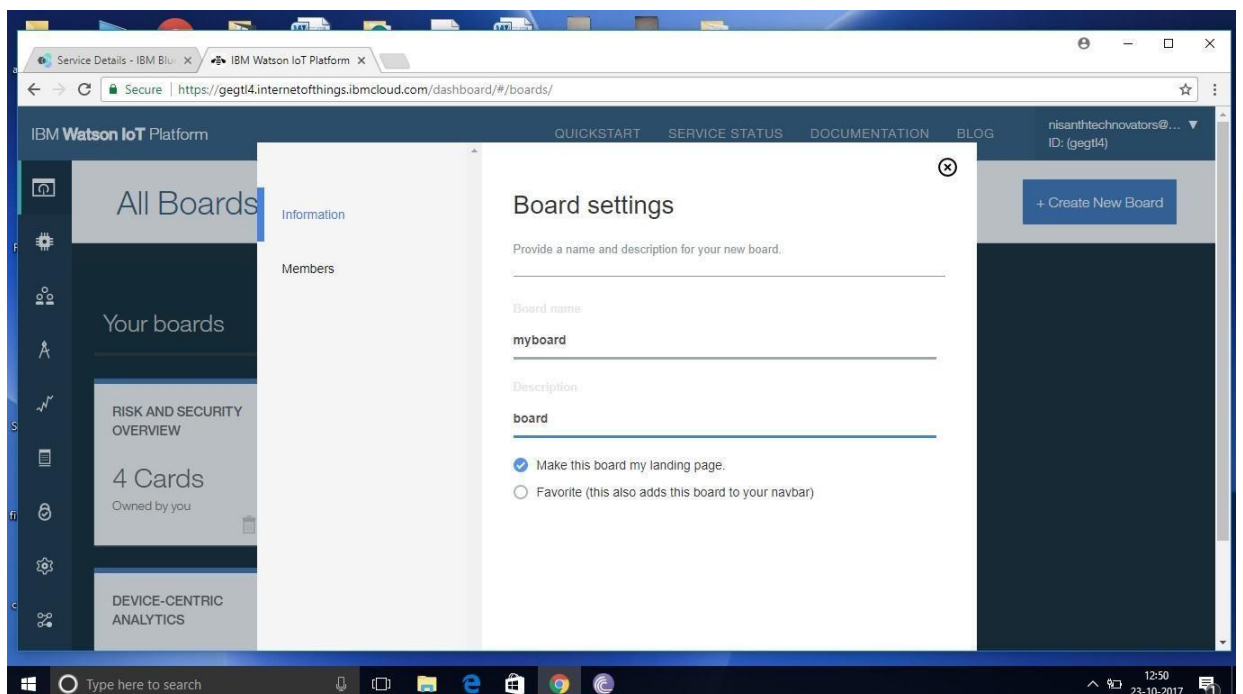 Service Details - IBM Blu
IBM Watson IoT Platform
Secure | https://gegtl4.internetofthings.ibmcloud.com/dashboard/#/boards/
IBM Watson IoT Platform
QUICKSTART SERVICE STATUS DOCUMENTATION BLOG
nisanthtechnovators@... ▼
ID: (gegtl4)
All Boards
+ Create New Board
Information
Members
Board settings
Provide a name and description for your new board.
Board name
myboard
Description
board
Make this board my landing page.
Favorite (this also adds this board to your navbar)
Your boards
RISK AND SECURITY
OVERVIEW
4 Cards
Owned by you
DEVICE-CENTRIC
ANALYTICS
Type here to search
12:50
23-10-2017